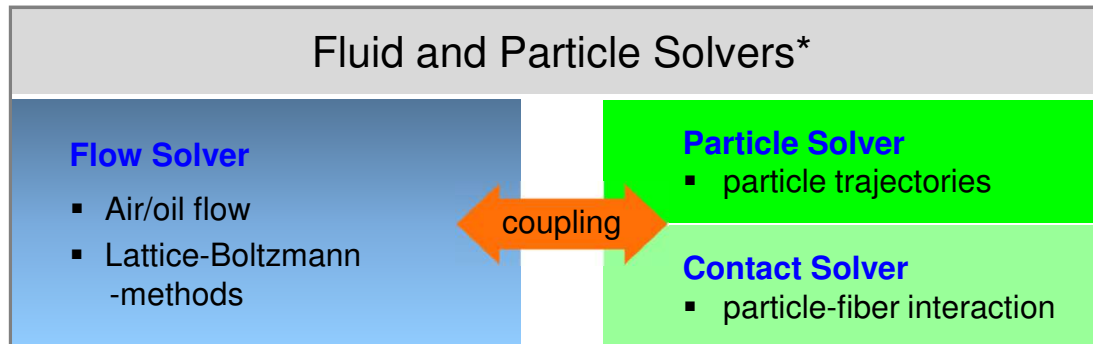 Fluid and Particle Solvers*
Flow Solver
▪ Air/oil flow
▪ Lattice-Boltzmann
-methods
coupling
Particle Solver
▪ particle trajectories
Contact Solver
▪ particle-fiber interaction